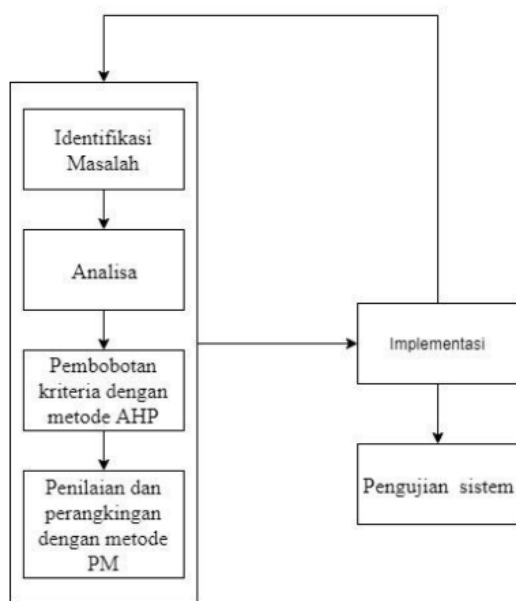 Identifikasi
Masalah
Analisa
Pembobotan
kriteria dengan
metode AHP
Penilaian dan
perangkingan
dengan metode
PM
Implementasi
Pengujian sistem